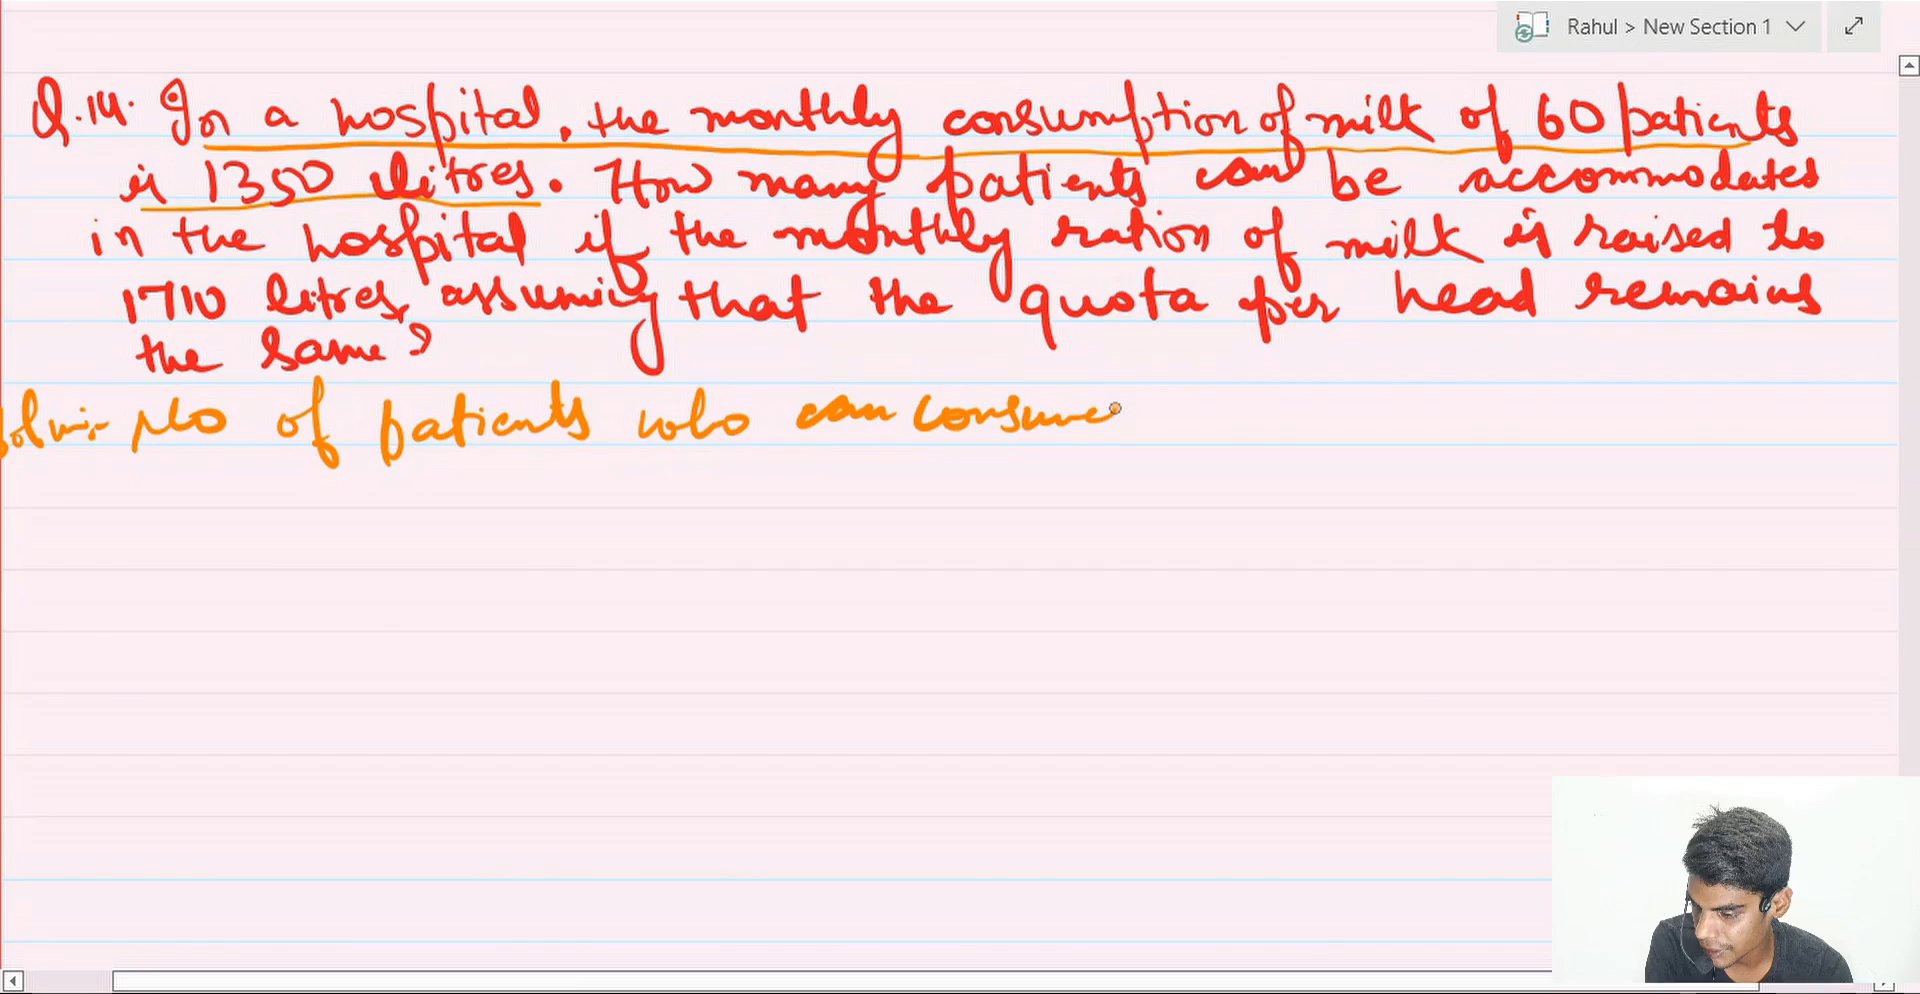 Rahul > New Section 1
Q.14. In a hospital, the monthly consumption of milk of 60 patients
is 1350 litres. How many patients can be accommodated
in the hospital if the monthly ration of milk is raised to
1710 litres, assuming that the quota per head remains
the same?
No of patients who can consume